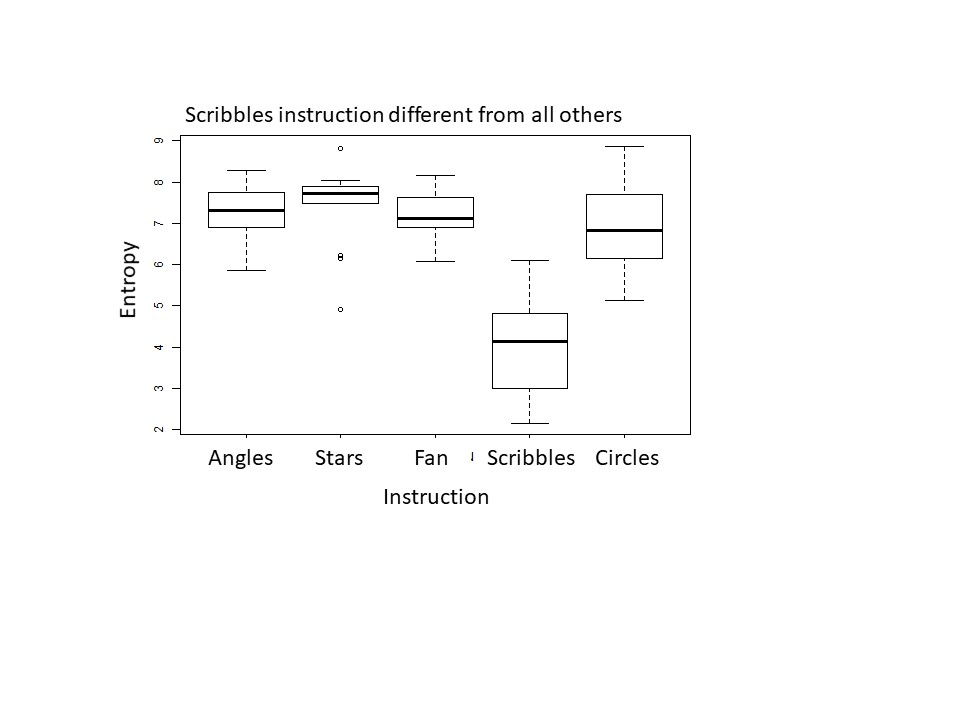 Scribbles instruction different from all others
9
8
7
6
5
4
3
2
Entropy
Angles Stars Fan Scribbles Circles
Instruction